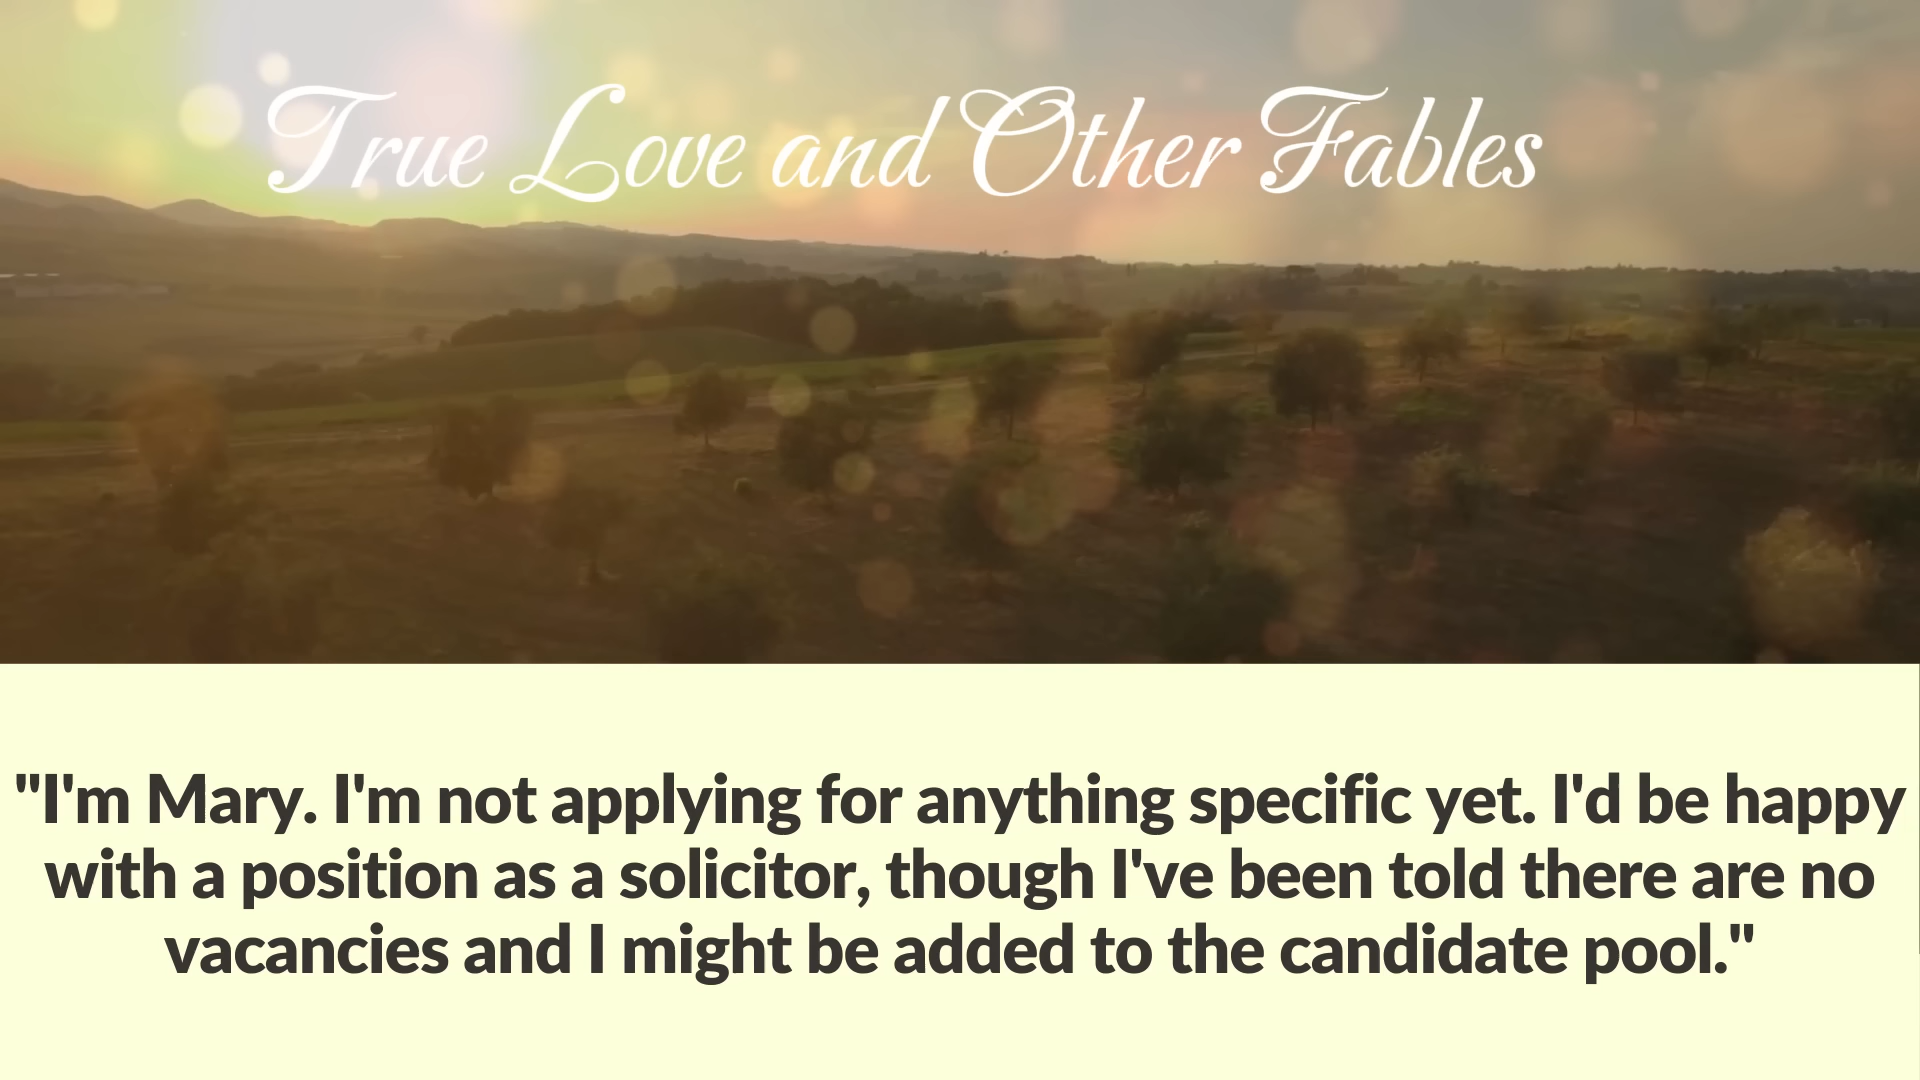 True Love and Other Fables
"I'm Mary. I'm not applying for anything specific yet. I'd be happy
with a position as a solicitor, though I've been told there are no
vacancies and I might be added to the candidate pool."